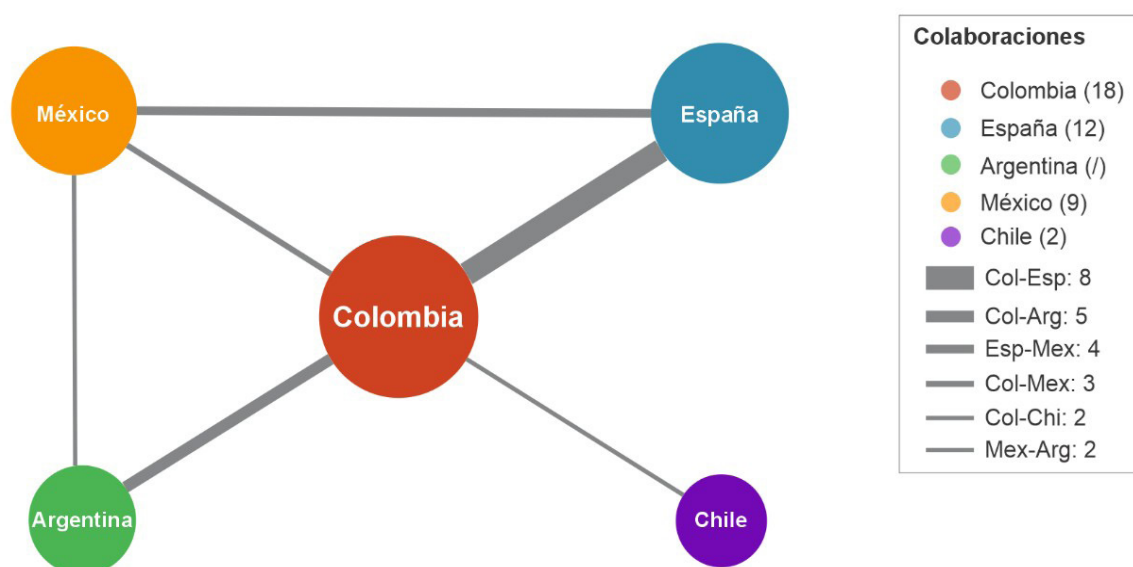 México
España
Colombia
Argentina
Chile
Colaboraciones
Colombia (18)
España (12)
Argentina (/)
México (9)
Chile (2)
Col-Esp: 8
Col-Arg: 5
Esp-Mex: 4
Col-Mex: 3
Col-Chi: 2
Mex-Arg: 2